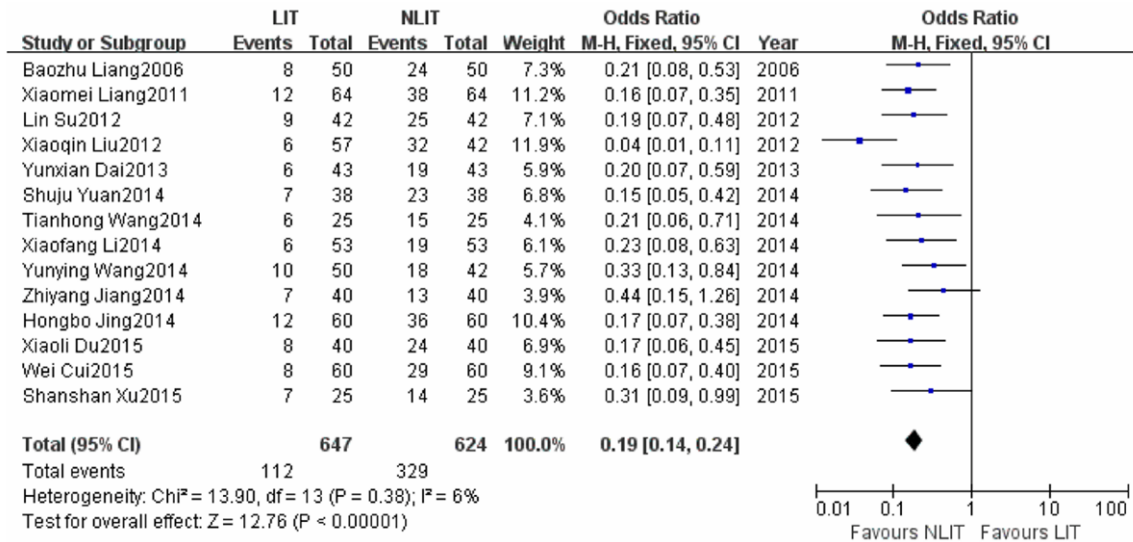 LIT NLIT Odds Ratio Odds Ratio
Study or Subgroup Events Total Events Total Weight M-H, Fixed, 95% CI Year M-H, Fixed, 95% CI
Baozhu Liang2006 8 50 24 50 7.3% 0.21 [0.08, 0.53] 2006
Xiaomei Liang2011 12 64 38 64 11.2% 0.16 [0.07, 0.35] 2011
Lin Su2012 9 42 25 42 7.1% 0.19 [0.07, 0.48] 2012
Xiaoqin Liu2012 6 57 32 42 11.9% 0.04 [0.01, 0.11] 2012
Yunxian Dai2013 6 43 19 43 5.9% 0.20 [0.07, 0.59] 2013
Shuju Yuan2014 7 38 23 38 6.8% 0.15 [0.05, 0.42] 2014
Tianhong Wang2014 6 25 15 25 4.1% 0.21 [0.06, 0.71] 2014
Xiaofang Li2014 6 53 19 53 6.1% 0.23 [0.08, 0.63] 2014
Yunying Wang2014 10 50 18 42 5.7% 0.33 [0.13, 0.84] 2014
Zhiyang Jiang2014 7 40 13 40 3.9% 0.44 [0.15, 1.26] 2014
Hongbo Jing2014 12 60 36 60 10.4% 0.17 [0.07, 0.38] 2014
Xiaoli Du2015 8 40 24 40 6.9% 0.17 [0.06, 0.45] 2015
Wei Cui2015 8 60 29 60 9.1% 0.16 [0.07, 0.40] 2015
Shanshan Xu2015 7 25 14 25 3.6% 0.31 [0.09, 0.99] 2015
Total (95% CI) 647 624 100.0% 0.19 [0.14, 0.24]
Total events 112 329
Heterogeneity: Chi² = 13.90, df = 13 (P = 0.38); I² = 6%
Test for overall effect: Z = 12.76 (P < 0.00001)
0.01 0.1 1 10 100
Favours NLIT Favours LIT